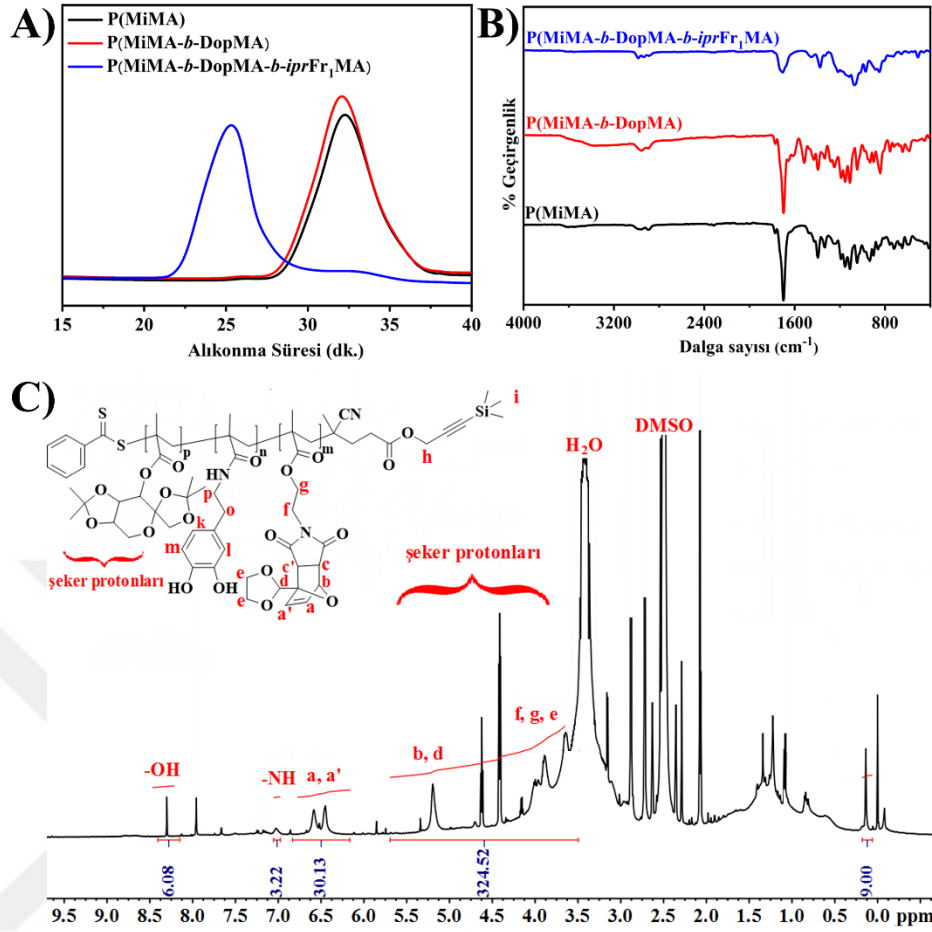 A)
P(MiMA)
P(MiMA-b-DopMA)
P(MiMA-b-DopMA-b-iprFr₁MA)
15 20 25 30 35 40
Alıkonma Süresi (dk.)
B)
P(MiMA-b-DopMA-b-iprFr₁MA)
P(MiMA-b-DopMA)
P(MiMA)
% Geçirgenlik
4000 3200 2400 1600 800
Dalga sayısı (cm⁻¹)
C)
S
S
p
n
m
CN
O
O
Si
i
h
O
O
O
HN
O
O
O
g
f
p
o
k
m
l
HO
OH
N
O
O
c'
c
d
b
e
e
O
O
O
a'
a
O
O
O
O
O
şeker protonları
H₂O
DMSO
şeker protonları
f, g, e
b, d
-OH
-NH
a, a'
6.08
3.22
30.13
324.52
9.00
9.5 9.0 8.5 8.0 7.5 7.0 6.5 6.0 5.5 5.0 4.5 4.0 3.5 3.0 2.5 2.0 1.5 1.0 0.5 0.0 ppm